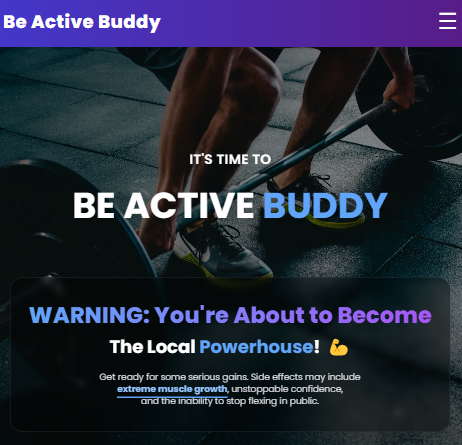 Be Active Buddy
IT'S TIME TO
BE ACTIVE BUDDY
WARNING: You're About to Become
The Local Powerhouse! 💪
Get ready for some serious gains. Side effects may include
extreme muscle growth, unstoppable confidence,
and the inability to stop flexing in public.